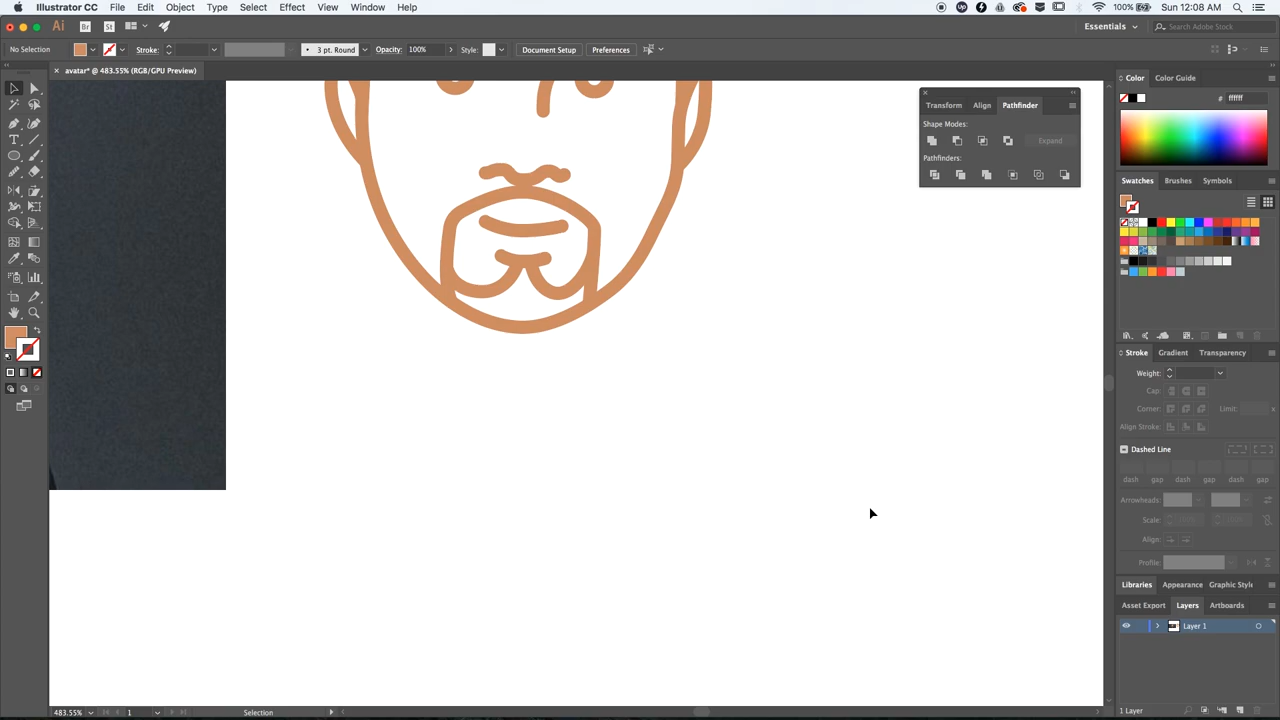 Illustrator CC File Edit Object Type Select Effect View Window Help 100% Sun 12:08 AM
Ai Br St Essentials Search Adobe Stock
No Selection Stroke: 3 pt. Round Opacity: 100% Style: Document Setup Preferences
× avatar* @ 483.55% (RGB/GPU Preview)
Color Color Guide
# ffffff
Transform Align Pathfinder
Shape Modes:
Expand
Pathfinders:
Swatches Brushes Symbols
Stroke Gradient Transparency
Weight:
Cap:
Corner: Limit:
Align Stroke:
Dashed Line
dash gap dash gap dash gap
Arrowheads:
Scale:
Align:
Profile:
Libraries Appearance Graphic Style
Asset Export Layers Artboards
Layer 1
483.55% 1 Selection 1 Layer